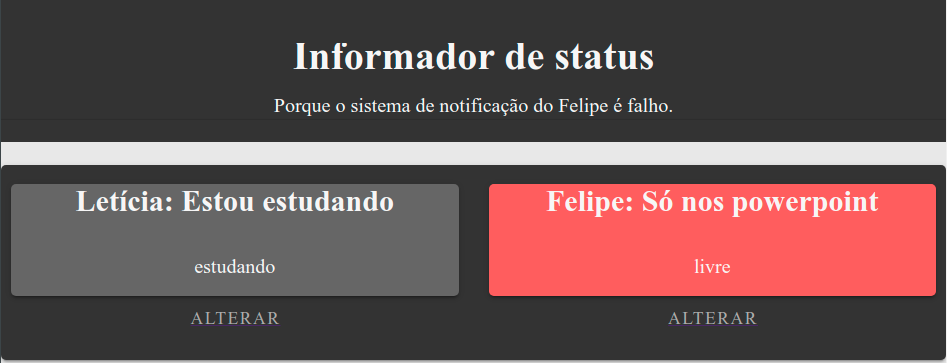 Informador de status
Porque o sistema de notificação do Felipe é falho.
Letícia: Estou estudando
estudando
ALTERAR
Felipe: Só nos powerpoint
livre
ALTERAR